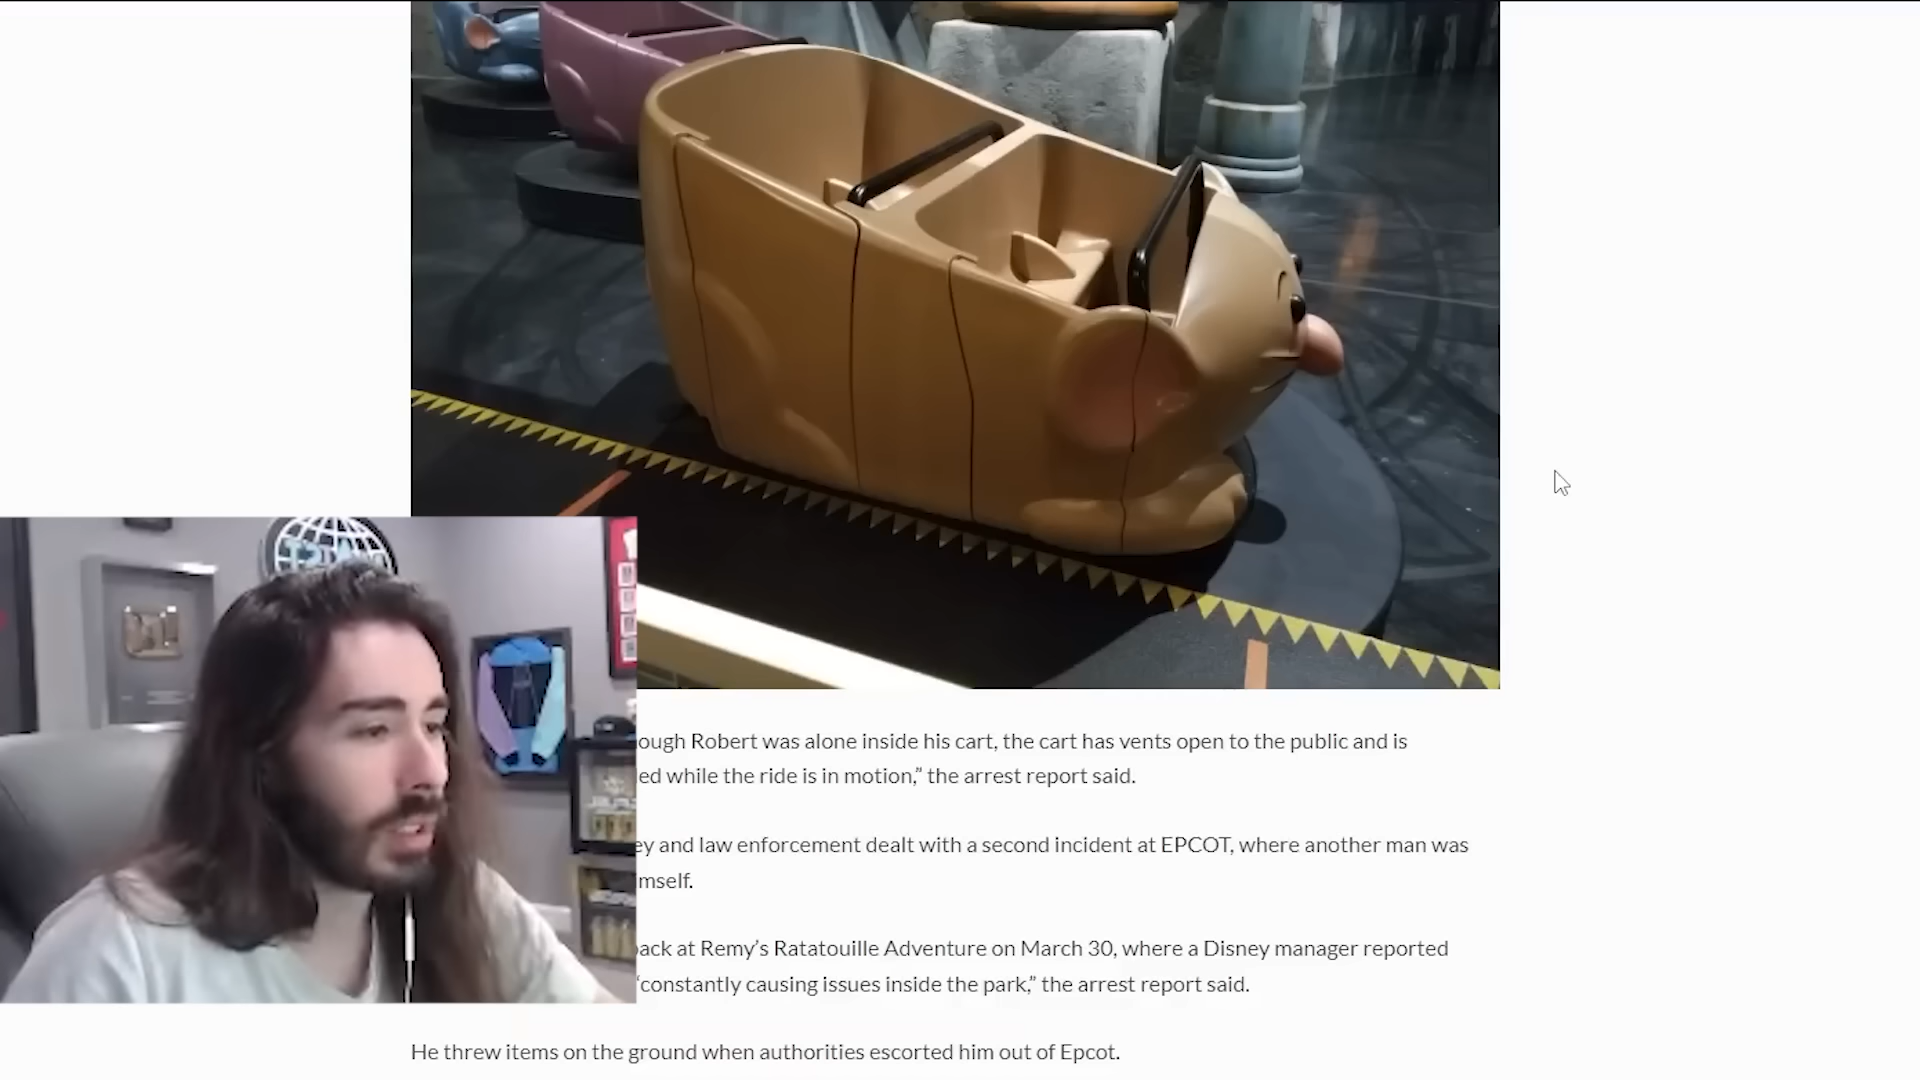 ough Robert was alone inside his cart, the cart has vents open to the public and is
ed while the ride is in motion,” the arrest report said.
ey and law enforcement dealt with a second incident at EPCOT, where another man was
mself.
ack at Remy’s Ratatouille Adventure on March 30, where a Disney manager reported
“constantly causing issues inside the park,” the arrest report said.
He threw items on the ground when authorities escorted him out of Epcot.